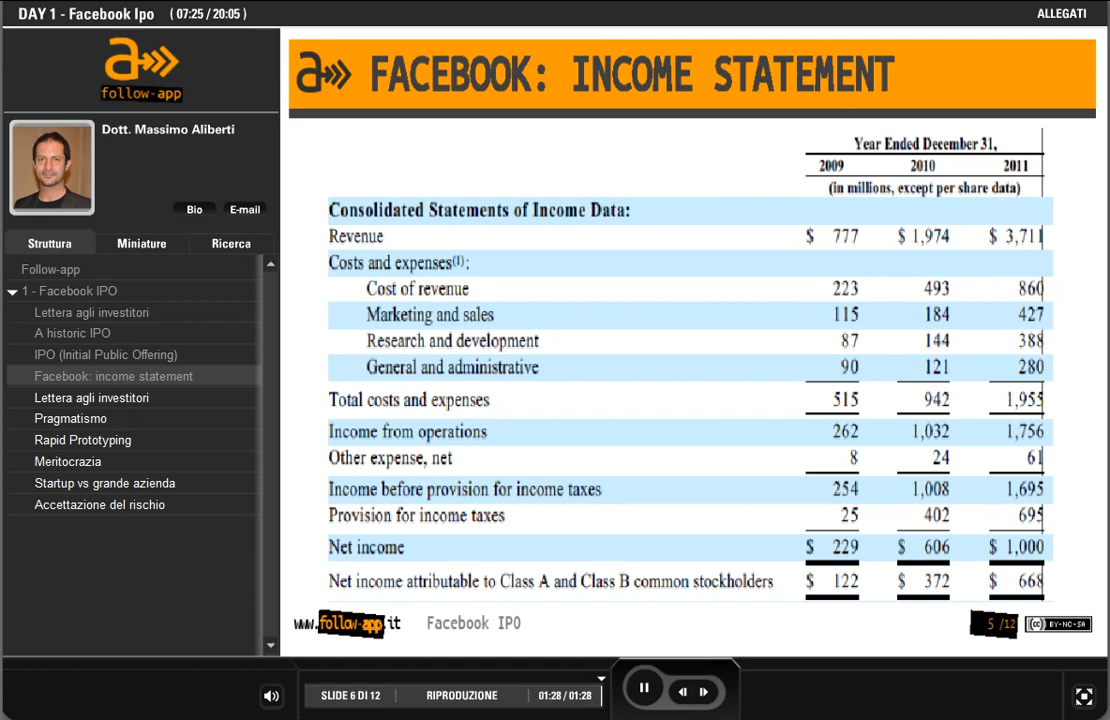 DAY 1 - Facebook Ipo ( 07:25 / 20:05 )
ALLEGATI
a
follow-app
Dott. Massimo Aliberti
Bio E-mail
Struttura Miniature Ricerca
Follow-app
1 - Facebook IPO
Lettera agli investitori
A historic IPO
IPO (Initial Public Offering)
Facebook: income statement
Lettera agli investitori
Pragmatismo
Rapid Prototyping
Meritocrazia
Startup vs grande azienda
Accettazione del rischio
a FACEBOOK: INCOME STATEMENT
Year Ended December 31,
2009 2010 2011
(in millions, except per share data)
Consolidated Statements of Income Data:
Revenue $ 777 $ 1,974 $ 3,711
Costs and expenses(1):
Cost of revenue 223 493 860
Marketing and sales 115 184 427
Research and development 87 144 388
General and administrative 90 121 280
Total costs and expenses 515 942 1,955
Income from operations 262 1,032 1,756
Other expense, net 8 24 61
Income before provision for income taxes 254 1,008 1,695
Provision for income taxes 25 402 695
Net income $ 229 $ 606 $ 1,000
Net income attributable to Class A and Class B common stockholders $ 122 $ 372 $ 668
www.follow-app.it Facebook IPO 5 /12 (cc) BY-NC-SA
SLIDE 6 DI 12 RIPRODUZIONE 01:28 / 01:28